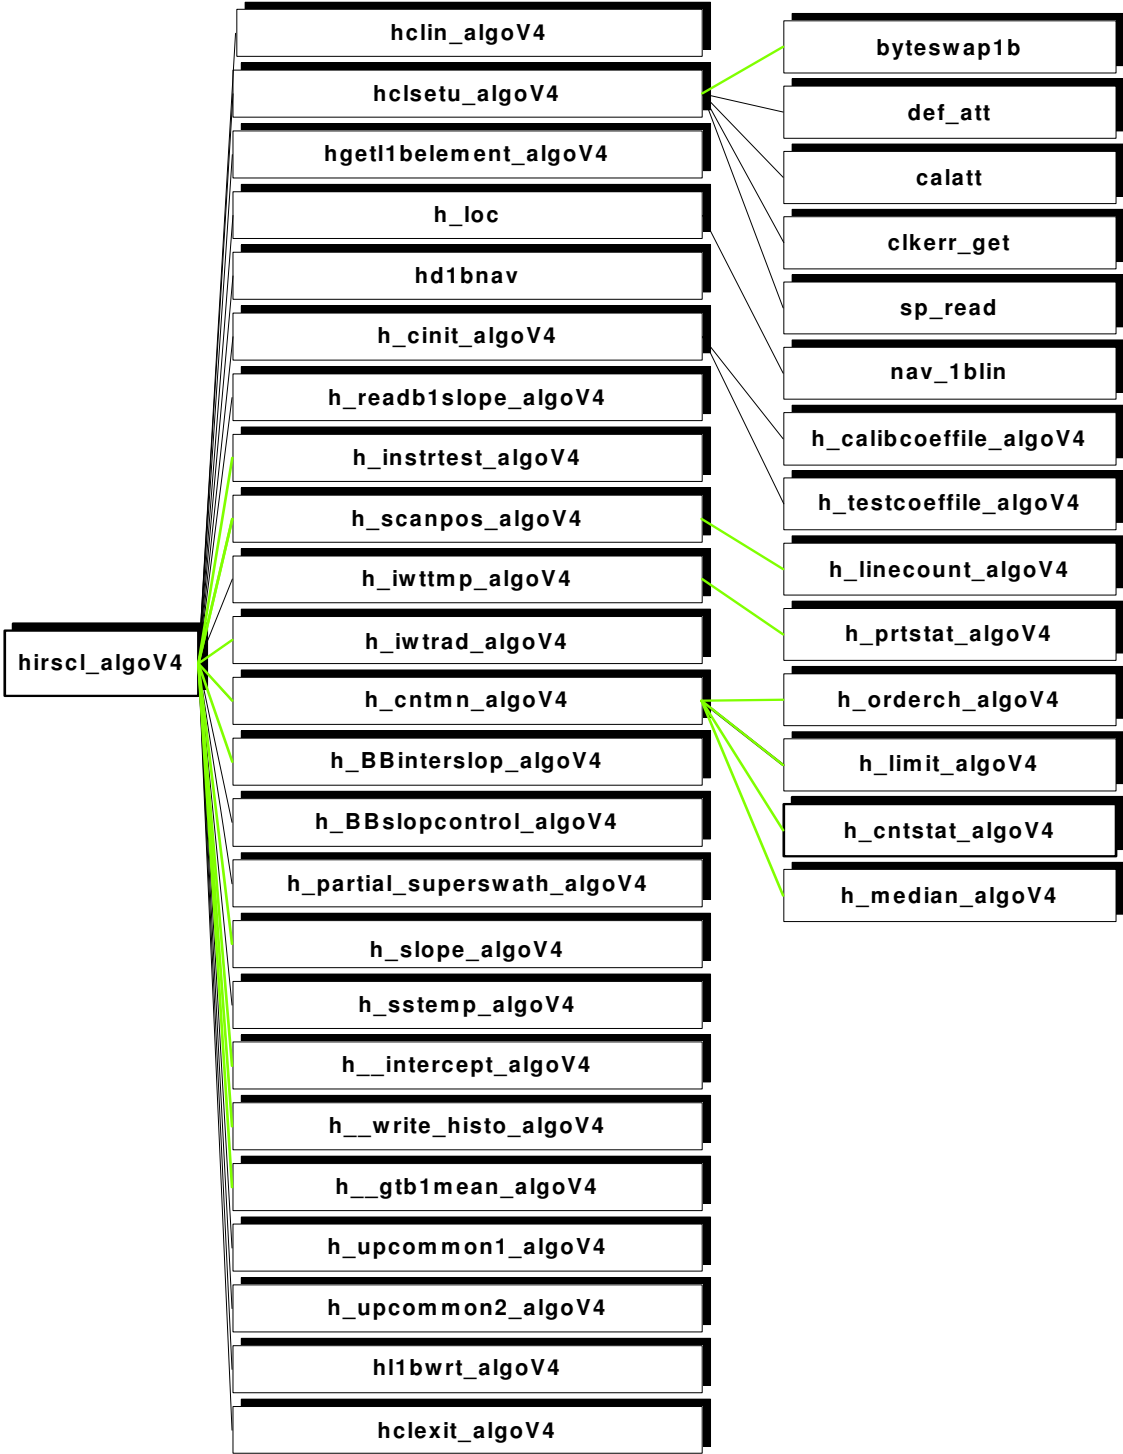 hirscl_algoV4
hclin_algoV4
hclsetu_algoV4
hgetl1belement_algoV4
h_loc
hd1bnav
h_cinit_algoV4
h_readb1slope_algoV4
h_instrtest_algoV4
h_scanpos_algoV4
h_iwttmp_algoV4
h_iwtrad_algoV4
h_cntmn_algoV4
h_BBinterslop_algoV4
h_BBslopcontrol_algoV4
h_partial_superswath_algoV4
h_slope_algoV4
h_sstemp_algoV4
h__intercept_algoV4
h__write_histo_algoV4
h__gtb1mean_algoV4
h_upcommon1_algoV4
h_upcommon2_algoV4
hl1bwrt_algoV4
hclexit_algoV4
byteswap1b
def_att
calatt
clkerr_get
sp_read
nav_1blin
h_calibcoeffile_algoV4
h_testcoeffile_algoV4
h_linecount_algoV4
h_prtstat_algoV4
h_orderch_algoV4
h_limit_algoV4
h_cntstat_algoV4
h_median_algoV4